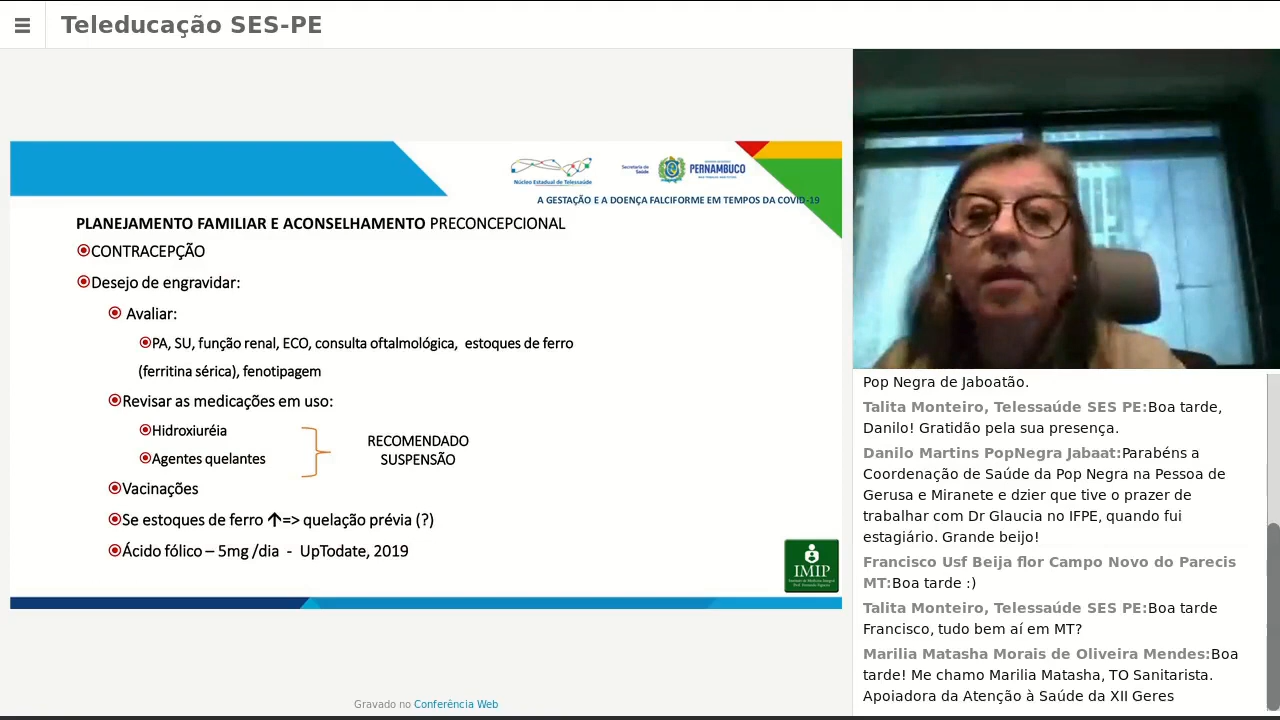 Teleducação SES-PE
Núcleo Estadual de Telessaúde
Secretaria de
Saúde
PERNAMBUCO
A GESTAÇÃO E A DOENÇA FALCIFORME EM TEMPOS DA COVID-19
PLANEJAMENTO FAMILIAR E ACONSELHAMENTO PRECONCEPCIONAL
CONTRACEPÇÃO
Desejo de engravidar:
Avaliar:
PA, SU, função renal, ECO, consulta oftalmológica, estoques de ferro
(ferritina sérica), fenotipagem
Revisar as medicações em uso:
Hidroxiuréia
Agentes quelantes
RECOMENDADO
SUSPENSÃO
Vacinações
Se estoques de ferro ↑=> quelação prévia (?)
Ácido fólico – 5mg /dia - UpTodate, 2019
IMIP
Gravado no Conferência Web
Pop Negra de Jaboatão.
Talita Monteiro, Telessaúde SES PE:Boa tarde,
Danilo! Gratidão pela sua presença.
Danilo Martins PopNegra Jabaat:Parabéns a
Coordenação de Saúde da Pop Negra na Pessoa de
Gerusa e Miranete e dzier que tive o prazer de
trabalhar com Dr Glaucia no IFPE, quando fui
estagiário. Grande beijo!
Francisco Usf Beija flor Campo Novo do Parecis
MT:Boa tarde :)
Talita Monteiro, Telessaúde SES PE:Boa tarde
Francisco, tudo bem aí em MT?
Marilia Matasha Morais de Oliveira Mendes:Boa
tarde! Me chamo Marilia Matasha, TO Sanitarista.
Apoiadora da Atenção à Saúde da XII Geres